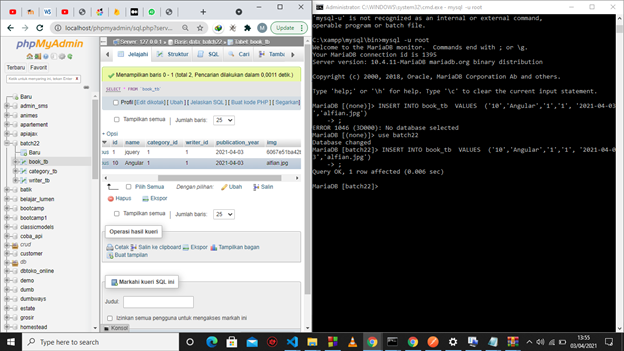 Update
localhost/phpmyadmin/sql.php?serv...
phpMyAdmin
Terbaru Favorit
Baru
admin_sms
animes
apartement
apiajax
batch22
Baru
book_tb
category_tb
writer_tb
batik
belajar_lumen
bootcamp
bootcamp1
classicmodels
coba_api
crud
customer
db
dbtoko_online
demo
dumb
dumbways
estate
grosir
homestead
Server: 127.0.0.1 » Basis data: batch22 » Tabel: book_tb
Jelajahi Struktur SQL Cari Tambu
Menampilkan baris 0 - 1 (total 2, Pencarian dilakukan dalam 0,0011 detik.)
SELECT * FROM `book_tb`
Profil [Edit dikotak] [ Ubah ] [ Jelaskan SQL ] [ Buat kode PHP ] [ Segarkan]
Tampilkan semua | Jumlah baris: 25
+ Opsi
id name category_id writer_id publication_year img
ius 1 jquery 1 1 2021-04-03 6067e51ba42
ius 10 Angular 1 1 2021-04-03 alfian.jpg
Pilih Semua Dengan pilihan: Ubah Salin
Hapus Ekspor
Tampilkan semua | Jumlah baris: 25
Operasi hasil kueri
Cetak Salin ke clipboard Ekspor Tampilkan bagan
Buat tampilan
Markahi kueri SQL ini
Judul:
Izinkan semua pengguna untuk mengakses markah ini
Konsol
Administrator: C:\WINDOWS\system32\cmd.exe - mysql -u root
'mysql-u' is not recognized as an internal or external command,
operable program or batch file.
C:\xampp\mysql\bin>mysql -u root
Welcome to the MariaDB monitor. Commands end with ; or \g.
Your MariaDB connection id is 1395
Server version: 10.4.11-MariaDB mariadb.org binary distribution
Copyright (c) 2000, 2018, Oracle, MariaDB Corporation Ab and others.
Type 'help;' or '\h' for help. Type '\c' to clear the current input statement.
MariaDB [(none)]> INSERT INTO book_tb VALUES ('10','Angular','1','1', '2021-04-03
','alfian.jpg')
-> ;
ERROR 1046 (3D000): No database selected
MariaDB [(none)]> use batch22
Database changed
MariaDB [batch22]> INSERT INTO book_tb VALUES ('10','Angular','1','1', '2021-04-0
3','alfian.jpg')
-> ;
Query OK, 1 row affected (0.006 sec)
MariaDB [batch22]>
Type here to search
13:55
03/04/2021